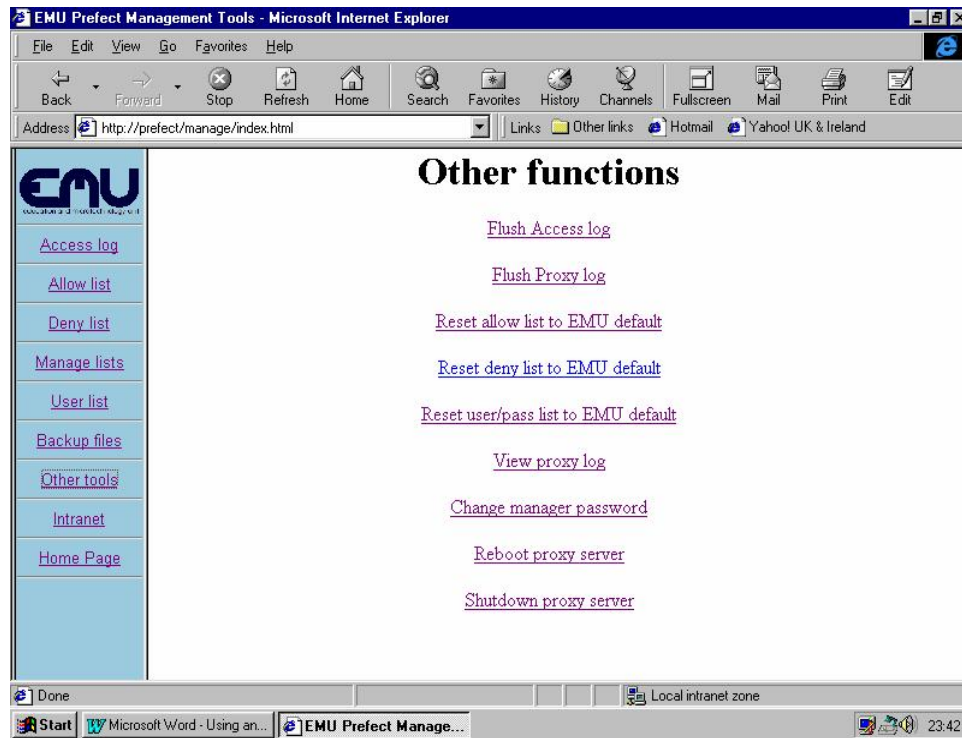 EMU Prefect Management Tools - Microsoft Internet Explorer
File Edit View Go Favorites Help
Back Forward Stop Refresh Home Search Favorites History Channels Fullscreen Mail Print Edit
Address http://prefect/manage/index.html Links Other links Hotmail Yahoo! UK & Ireland
EMU
Access log
Allow list
Deny list
Manage lists
User list
Backup files
Other tools
Intranet
Home Page
Other functions
Flush Access log
Flush Proxy log
Reset allow list to EMU default
Reset deny list to EMU default
Reset user/pass list to EMU default
View proxy log
Change manager password
Reboot proxy server
Shutdown proxy server
Done Local intranet zone
Start Microsoft Word - Using an... EMU Prefect Manage... 23:42